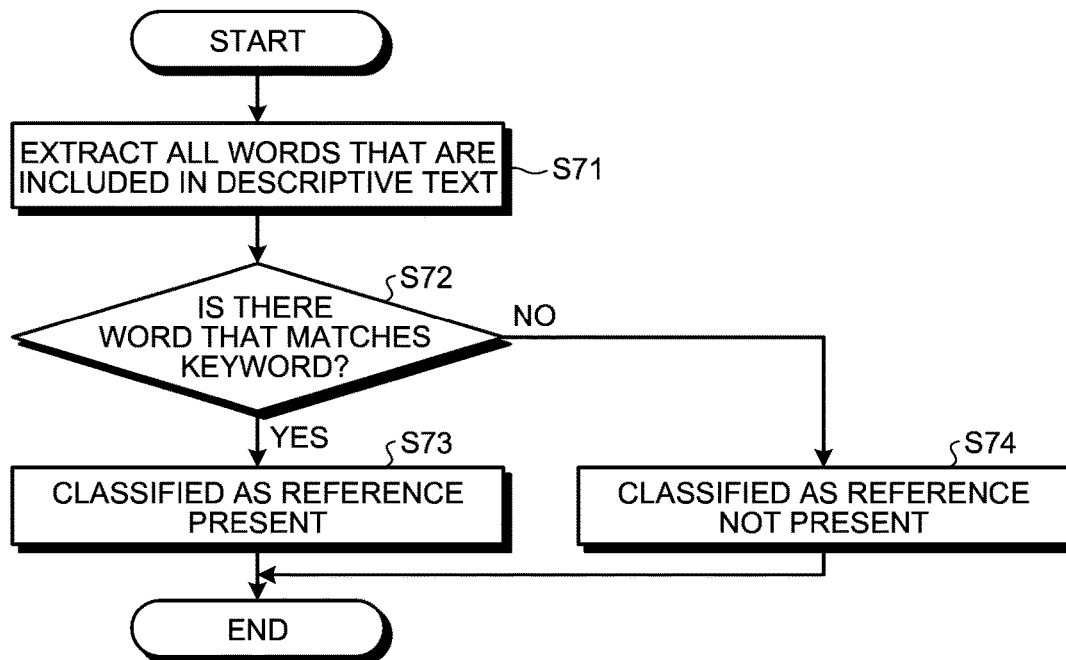 START
EXTRACT ALL WORDS THAT ARE
INCLUDED IN DESCRIPTIVE TEXT
S71
S72
IS THERE
WORD THAT MATCHES
KEYWORD?
NO
YES
S73
CLASSIFIED AS REFERENCE
PRESENT
S74
CLASSIFIED AS REFERENCE
NOT PRESENT
END